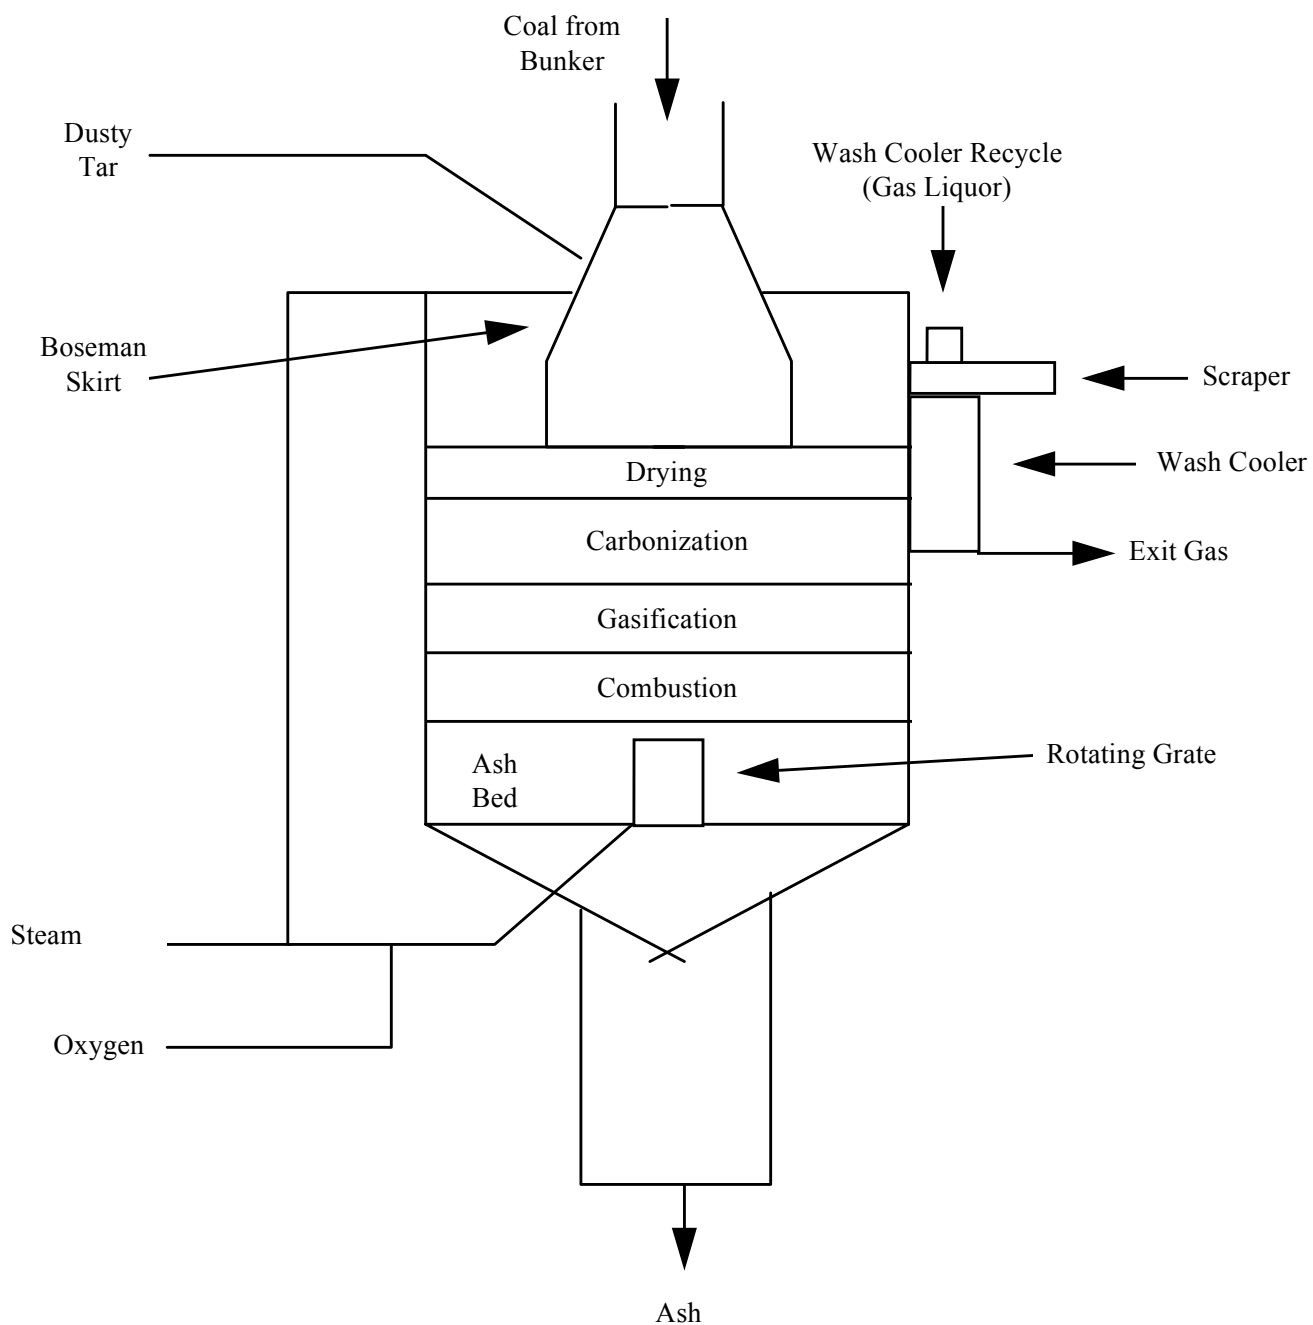 Coal from
Bunker
Dusty
Tar
Wash Cooler Recycle
(Gas Liquor)
Boseman
Skirt
Scraper
Wash Cooler
Drying
Carbonization
Exit Gas
Gasification
Combustion
Rotating Grate
Ash
Bed
Steam
Oxygen
Ash